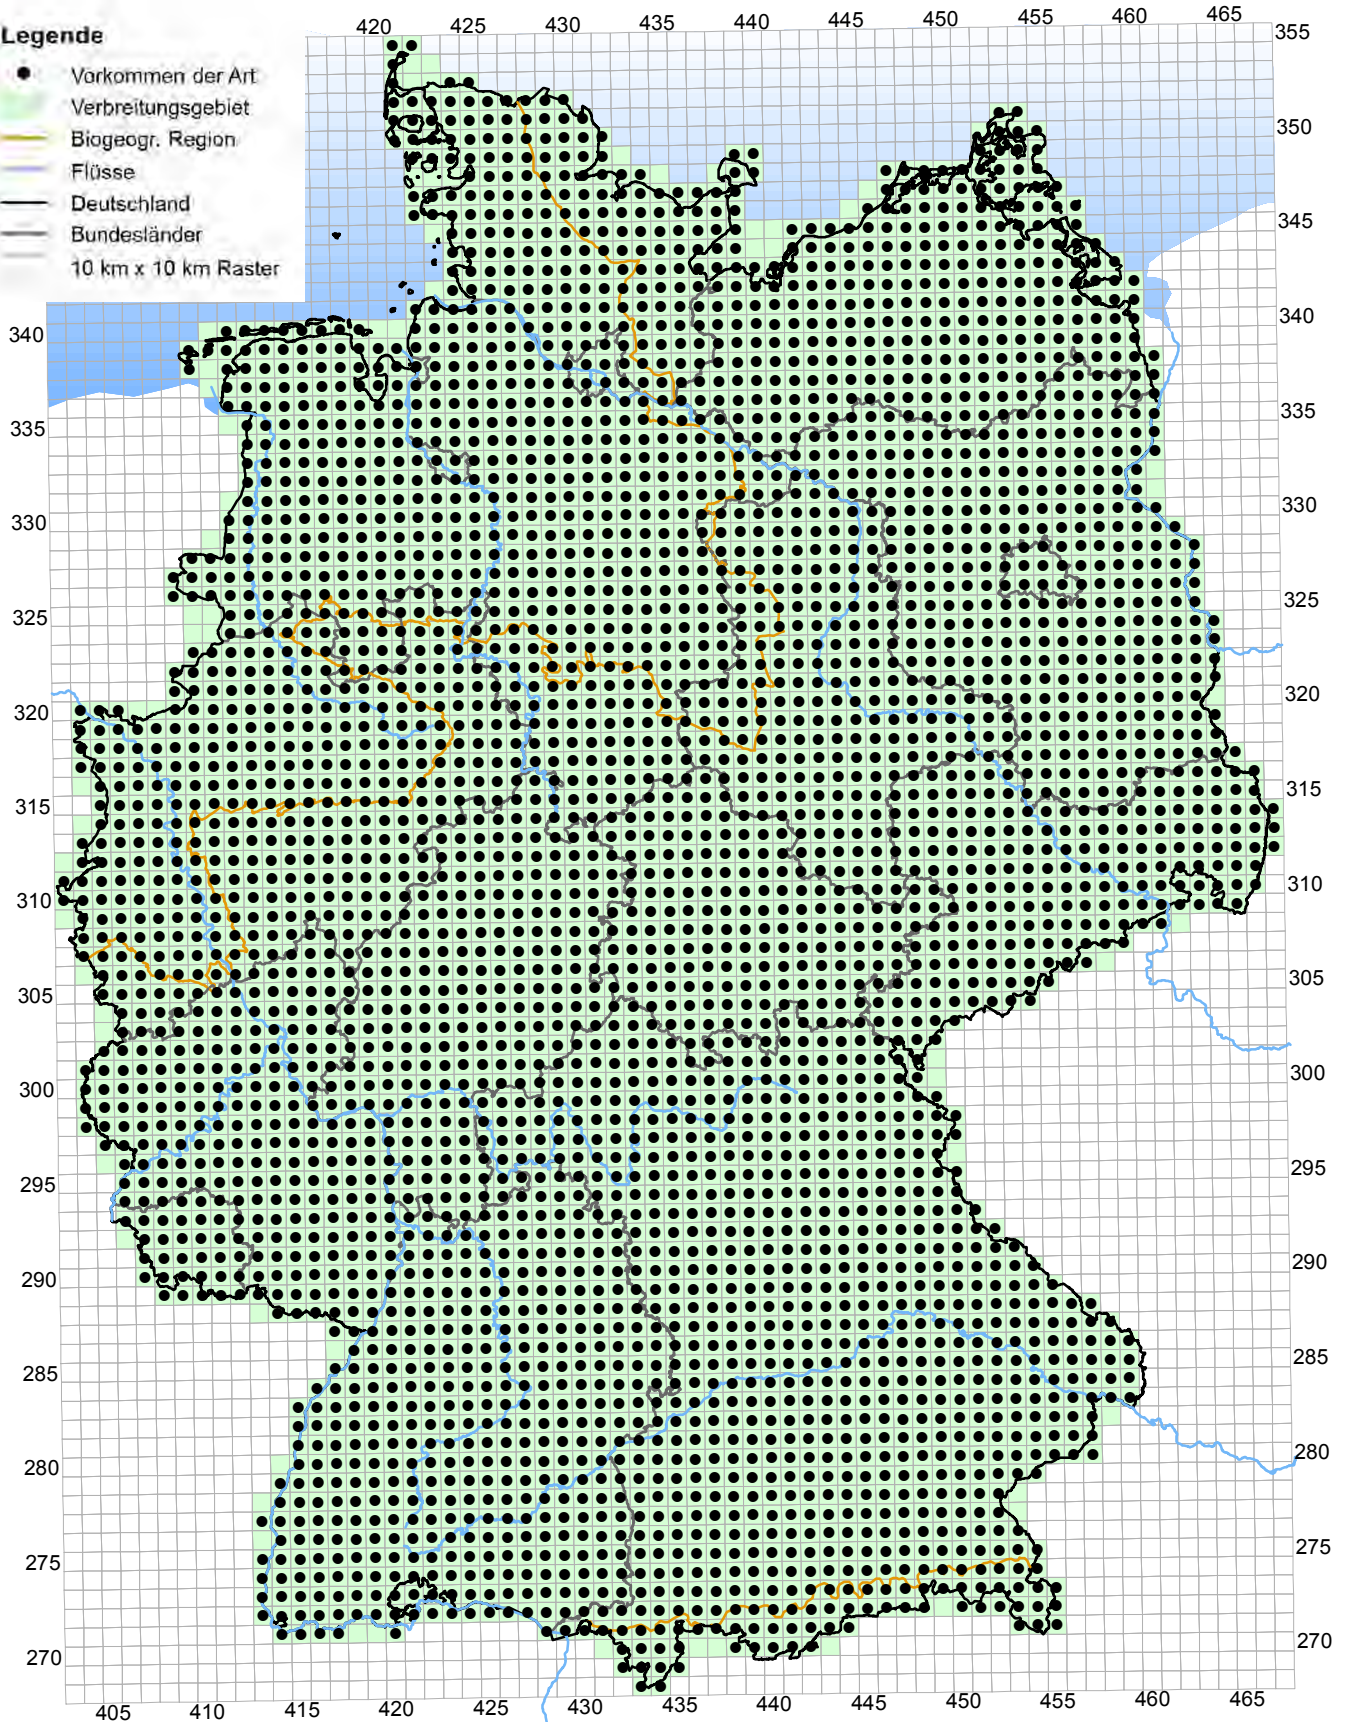 420 425 430 435 440 445 450 455 460 465
Legende
Vorkommen der Art
Verbreitungsgebiet
Biogeogr. Region
Flüsse
Deutschland
Bundesländer
10 km x 10 km Raster
355
350
345
340 340
335 335
330 330
325 325
320 320
315 315
310 310
305 305
300 300
295 295
290 290
285 285
280 280
275 275
270 270
405 410 415 420 425 430 435 440 445 450 455 460 465